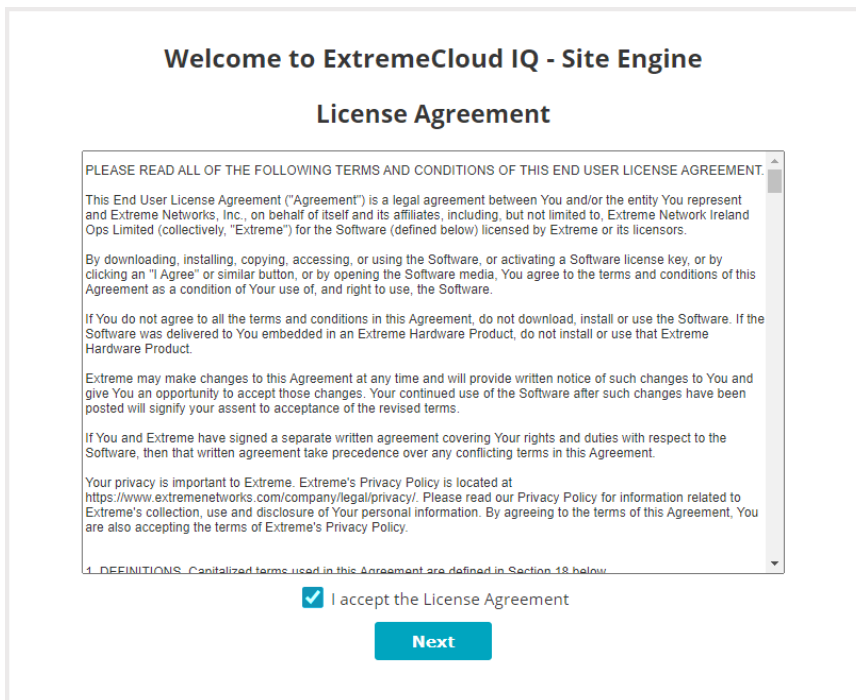 Welcome to ExtremeCloud IQ - Site Engine
License Agreement
PLEASE READ ALL OF THE FOLLOWING TERMS AND CONDITIONS OF THIS END USER LICENSE AGREEMENT.
This End User License Agreement ("Agreement") is a legal agreement between You and/or the entity You represent
and Extreme Networks, Inc., on behalf of itself and its affiliates, including, but not limited to, Extreme Network Ireland
Ops Limited (collectively, "Extreme") for the Software (defined below) licensed by Extreme or its licensors.
By downloading, installing, copying, accessing, or using the Software, or activating a Software license key, or by
clicking an "I Agree" or similar button, or by opening the Software media, You agree to the terms and conditions of this
Agreement as a condition of Your use of, and right to use, the Software.
If You do not agree to all the terms and conditions in this Agreement, do not download, install or use the Software. If the
Software was delivered to You embedded in an Extreme Hardware Product, do not install or use that Extreme
Hardware Product.
Extreme may make changes to this Agreement at any time and will provide written notice of such changes to You and
give You an opportunity to accept those changes. Your continued use of the Software after such changes have been
posted will signify your assent to acceptance of the revised terms.
If You and Extreme have signed a separate written agreement covering Your rights and duties with respect to the
Software, then that written agreement take precedence over any conflicting terms in this Agreement.
Your privacy is important to Extreme. Extreme's Privacy Policy is located at
https://www.extremenetworks.com/company/legal/privacy/. Please read our Privacy Policy for information related to
Extreme's collection, use and disclosure of Your personal information. By agreeing to the terms of this Agreement, You
are also accepting the terms of Extreme's Privacy Policy.
1. DEFINITIONS. Capitalized terms used in this Agreement are defined in Section 18 below.
I accept the License Agreement
Next